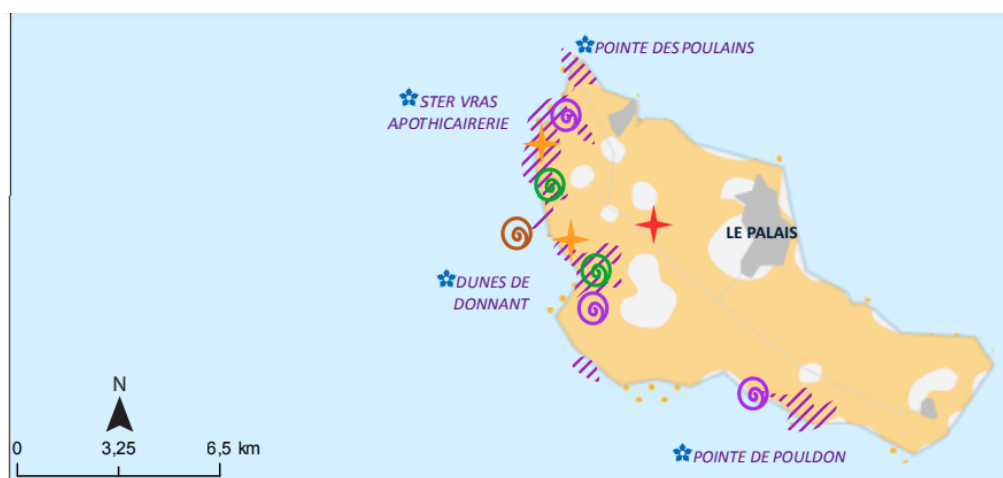 POINTE DES POULAINS
STER VRAS
APOTHICAIRERIE
LE PALAIS
DUNES DE
DONNANT
POINTE DE POULDON
N
0 3,25 6,5 km